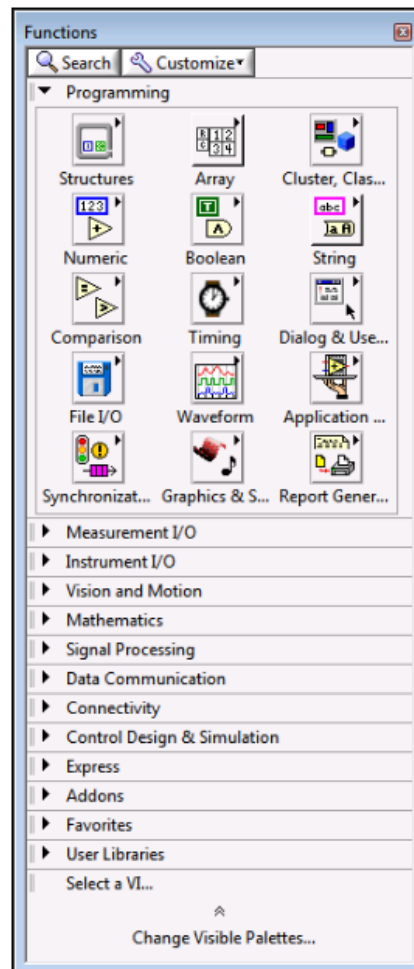 Functions
Search Customize
Programming
Structures Array Cluster, Clas...
123 abc
Numeric Boolean String
Comparison Timing Dialog & Use...
File I/O Waveform Application ...
Synchronizat... Graphics & S... Report Gener...
Measurement I/O
Instrument I/O
Vision and Motion
Mathematics
Signal Processing
Data Communication
Connectivity
Control Design & Simulation
Express
Addons
Favorites
User Libraries
Select a VI...
Change Visible Palettes...